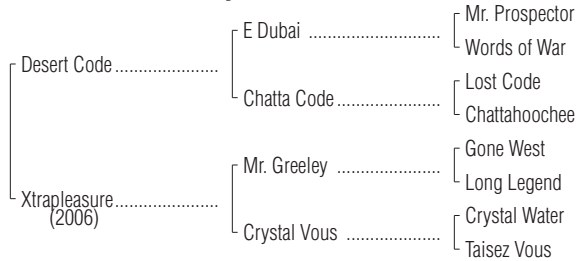 Mr. Prospector
E Dubai ........................
Words of War
Desert Code.....................
Lost Code
Chatta Code.....................
Chattahoochee
Gone West
Mr. Greeley .....................
Long Legend
Xtrapleasure.....................
(2006)
Crystal Water
Crystal Vous ...................
Taisez Vous